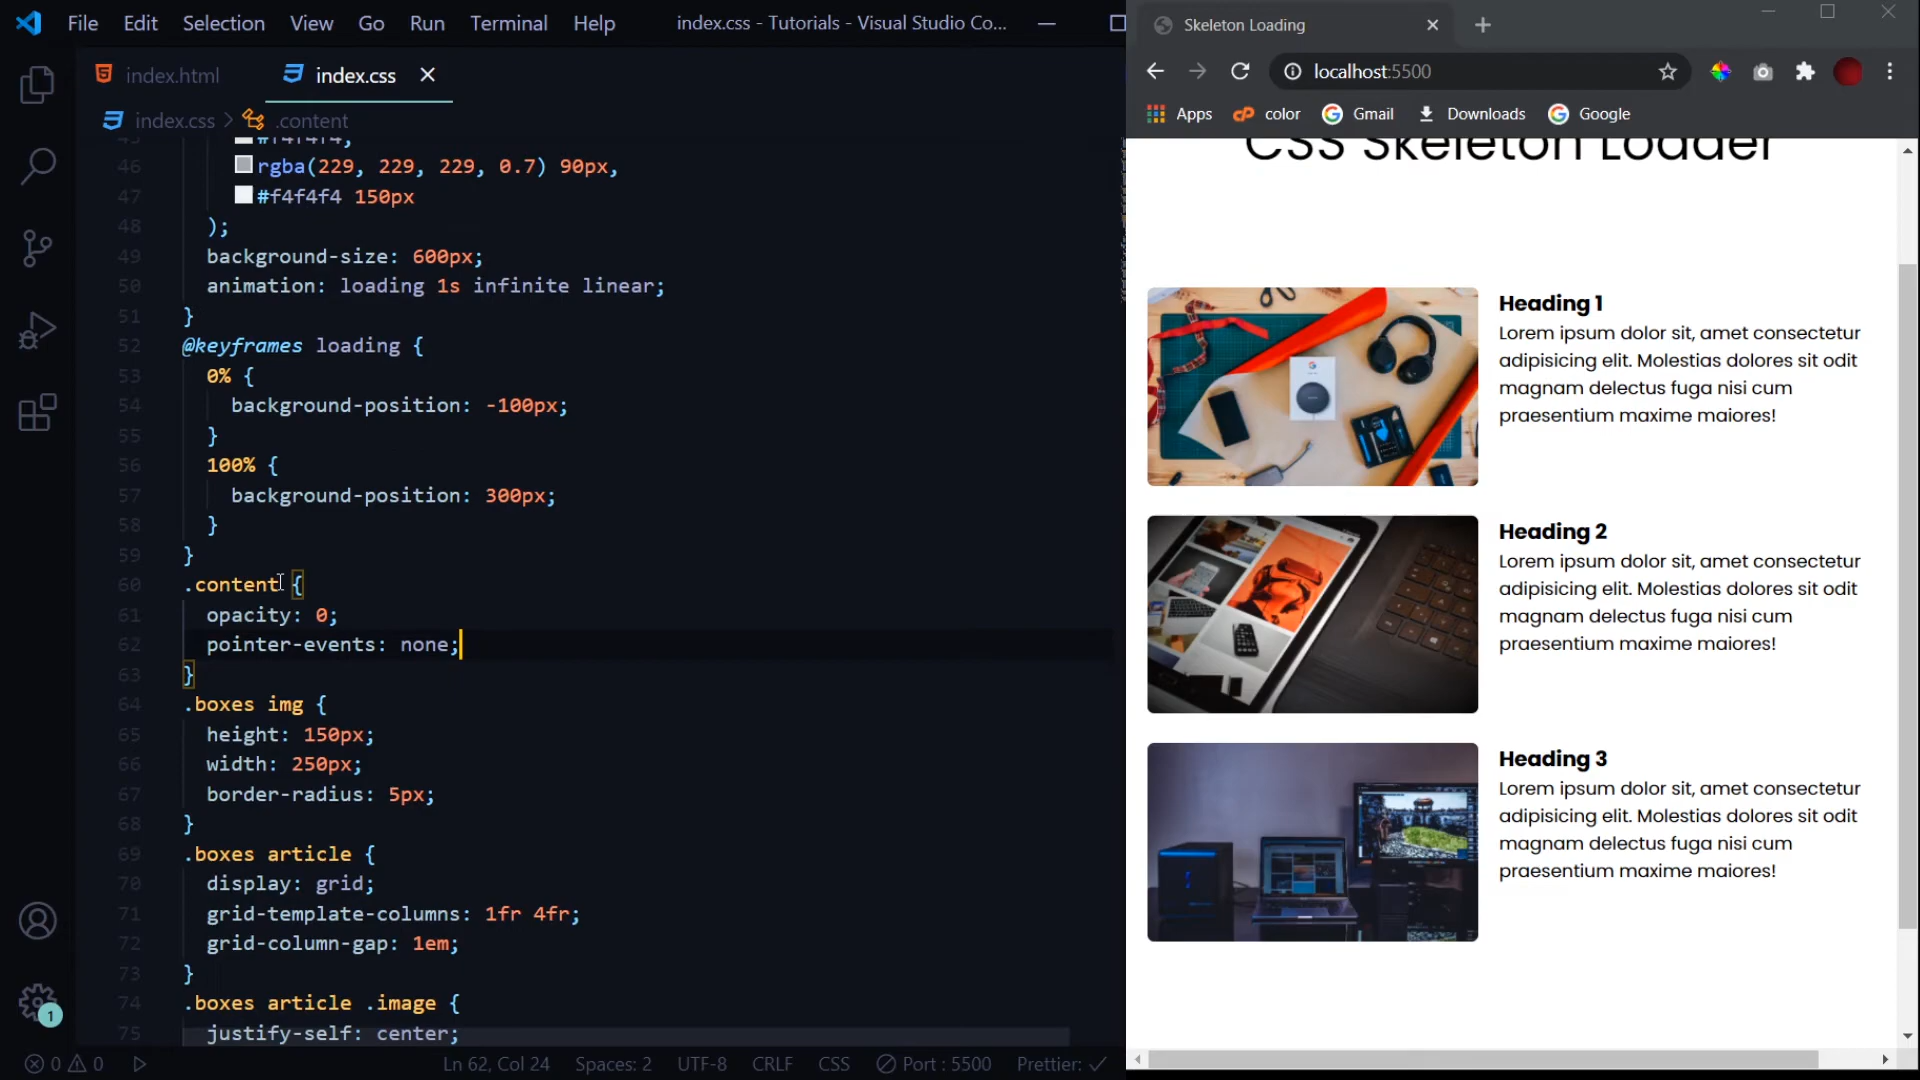 File Edit Selection View Go Run Terminal Help index.css - Tutorials - Visual Studio Co...
index.html index.css
index.css > .content
45 #f4f4f4,
46 rgba(229, 229, 229, 0.7) 90px,
47 #f4f4f4 150px
48 );
49 background-size: 600px;
50 animation: loading 1s infinite linear;
51 }
52 @keyframes loading {
53 0% {
54 background-position: -100px;
55 }
56 100% {
57 background-position: 300px;
58 }
59 }
60 .content {
61 opacity: 0;
62 pointer-events: none;
63 }
64 .boxes img {
65 height: 150px;
66 width: 250px;
67 border-radius: 5px;
68 }
69 .boxes article {
70 display: grid;
71 grid-template-columns: 1fr 4fr;
72 grid-column-gap: 1em;
73 }
74 .boxes article .image {
75 justify-self: center;
1
0 0 Ln 62, Col 24 Spaces: 2 UTF-8 CRLF CSS Port : 5500 Prettier: ✓
Skeleton Loading
localhost:5500
Apps color Gmail Downloads Google
CSS Skeleton Loader
Heading 1
Lorem ipsum dolor sit, amet consectetur
adipisicing elit. Molestias dolores sit odit
magnam delectus fuga nisi cum
praesentium maxime maiores!
Heading 2
Lorem ipsum dolor sit, amet consectetur
adipisicing elit. Molestias dolores sit odit
magnam delectus fuga nisi cum
praesentium maxime maiores!
Heading 3
Lorem ipsum dolor sit, amet consectetur
adipisicing elit. Molestias dolores sit odit
magnam delectus fuga nisi cum
praesentium maxime maiores!